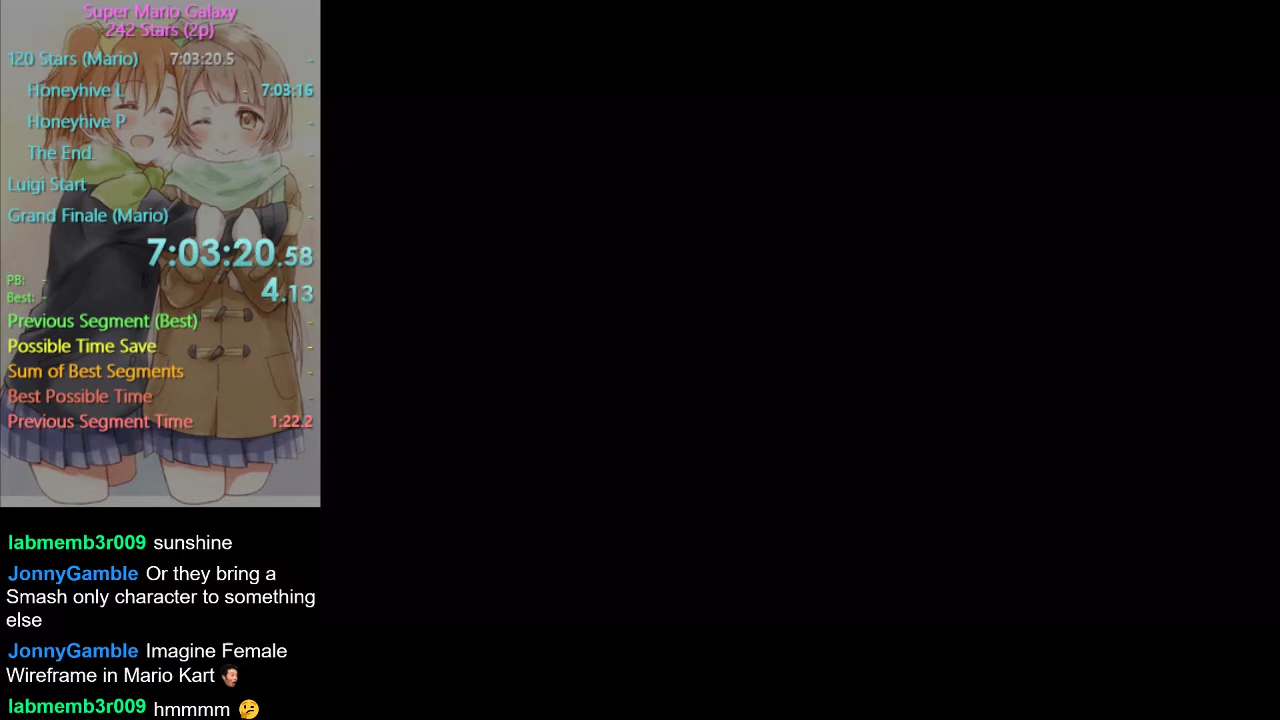 Super Mario Galaxy
242 Stars (2p)
120 Stars (Mario) 7:03:20.5 -
Honeyhive L - 7:03:16
Honeyhive P -
The End -
Luigi Start -
Grand Finale (Mario) -
7:03:20.58
PB: - 4.13
Best: -
Previous Segment (Best) -
Possible Time Save -
Sum of Best Segments -
Best Possible Time -
Previous Segment Time 1:22.2
labmemb3r009 sunshine
JonnyGamble Or they bring a
Smash only character to something
else
JonnyGamble Imagine Female
Wireframe in Mario Kart
labmemb3r009 hmmmm 🤔